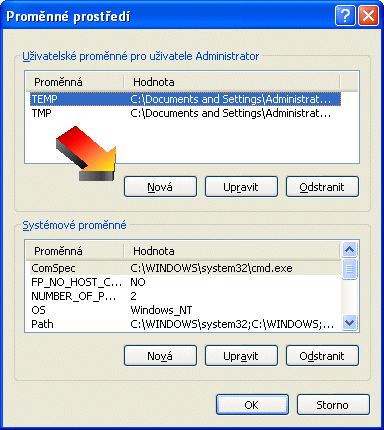 Proměnné prostředí
Uživatelské proměnné pro uživatele Administrator
Proměnná Hodnota
TEMP C:\Documents and Settings\Administrat...
TMP C:\Documents and Settings\Administrat...
Nová Upravit Odstranit
Systémové proměnné
Proměnná Hodnota
ComSpec C:\WINDOWS\system32\cmd.exe
FP_NO_HOST_C... NO
NUMBER_OF_P... 2
OS Windows_NT
Path C:\WINDOWS\system32;C:\WINDOWS;...
Nová Upravit Odstranit
OK Storno